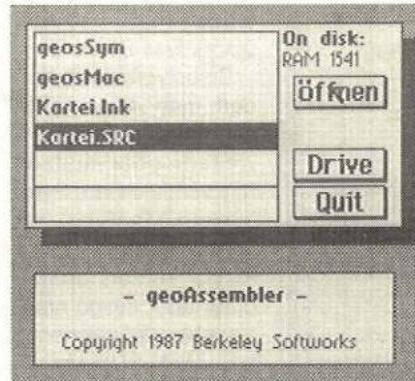 geosSym
geosMac
Kartei.lnk
Kartei.SRC
On disk:
RAM 1541
Öffnen
Drive
Quit
- geoAssembler -
Copyright 1987 Berkeley Softworks